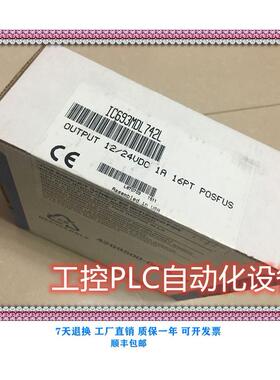 IC693MDL742L
OUTPUT 12/24VDC 1A 16PT POSFUS
CE
工控PLC自动化设
7天退换 工厂直销 质保一年 可开发票
顺丰包邮